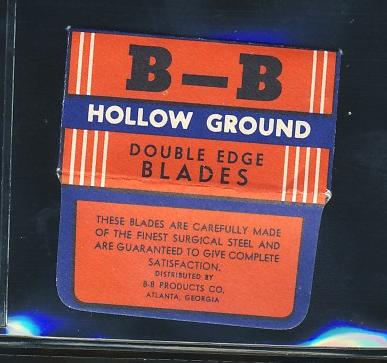 B—B
HOLLOW GROUND
DOUBLE EDGE
BLADES
THESE BLADES ARE CAREFULLY MADE
OF THE FINEST SURGICAL STEEL AND
ARE GUARANTEED TO GIVE COMPLETE
SATISFACTION.
DISTRIBUTED BY
B-B PRODUCTS CO.
ATLANTA, GEORGIA